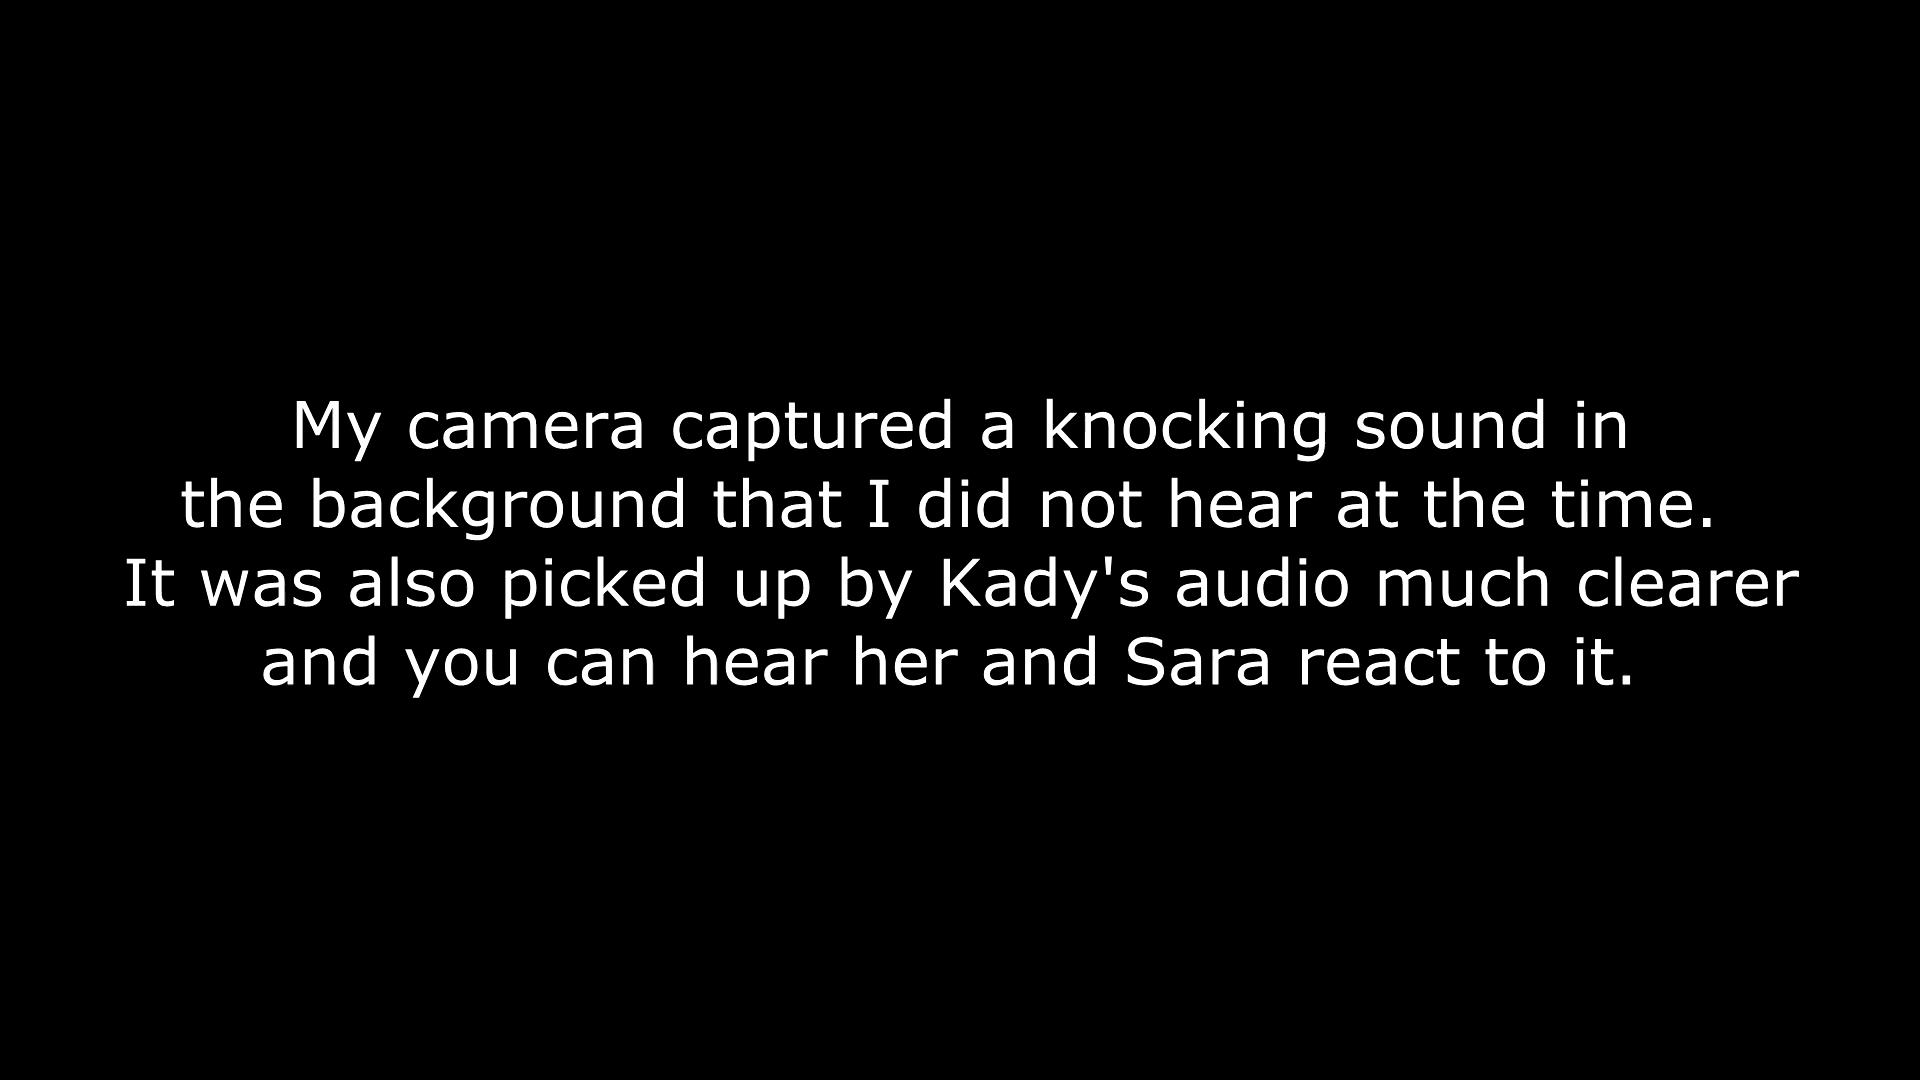 My camera captured a knocking sound in
the background that I did not hear at the time.
It was also picked up by Kady's audio much clearer
and you can hear her and Sara react to it.